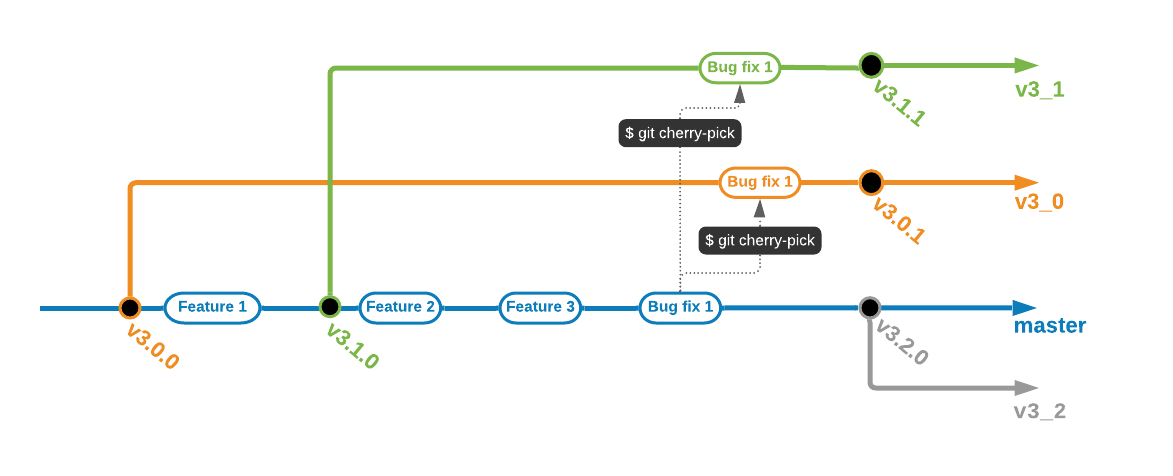 Bug fix 1
v3_1
v3.1.1
$ git cherry-pick
Bug fix 1
v3_0
v3.0.1
$ git cherry-pick
Feature 1
Feature 2
Feature 3
Bug fix 1
master
v3.0.0
v3.1.0
v3.2.0
v3_2